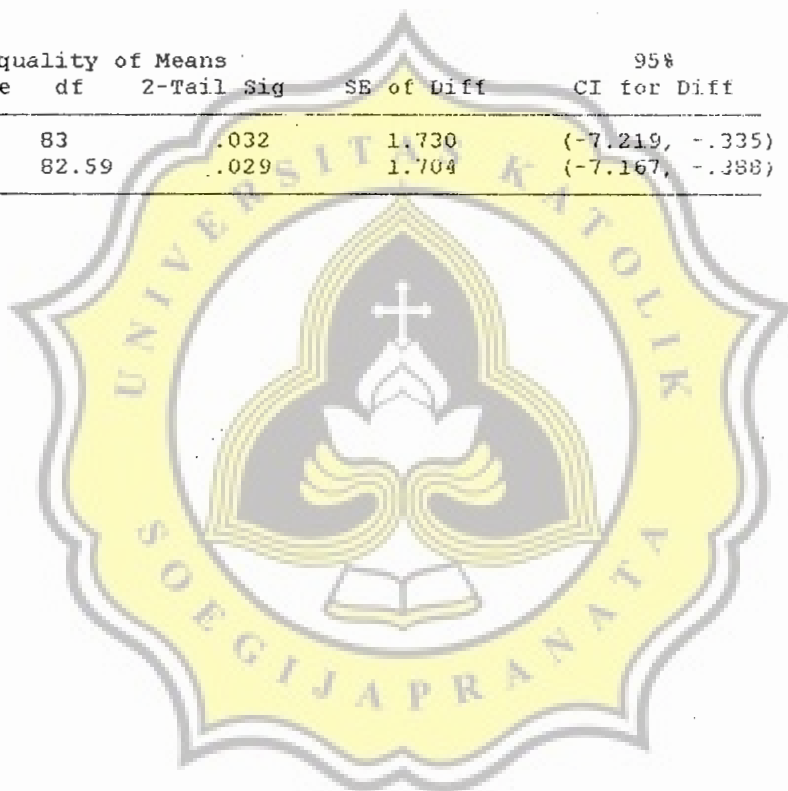 quality of Means 95%
e df 2-Tail Sig SE of Diff CI for Diff
83 .032 1.730 (-7.219, -.335)
82.59 .029 1.704 (-7.167, -.388)
UNIVERSITAS KATOLIK
SOEGIJAPRANATA